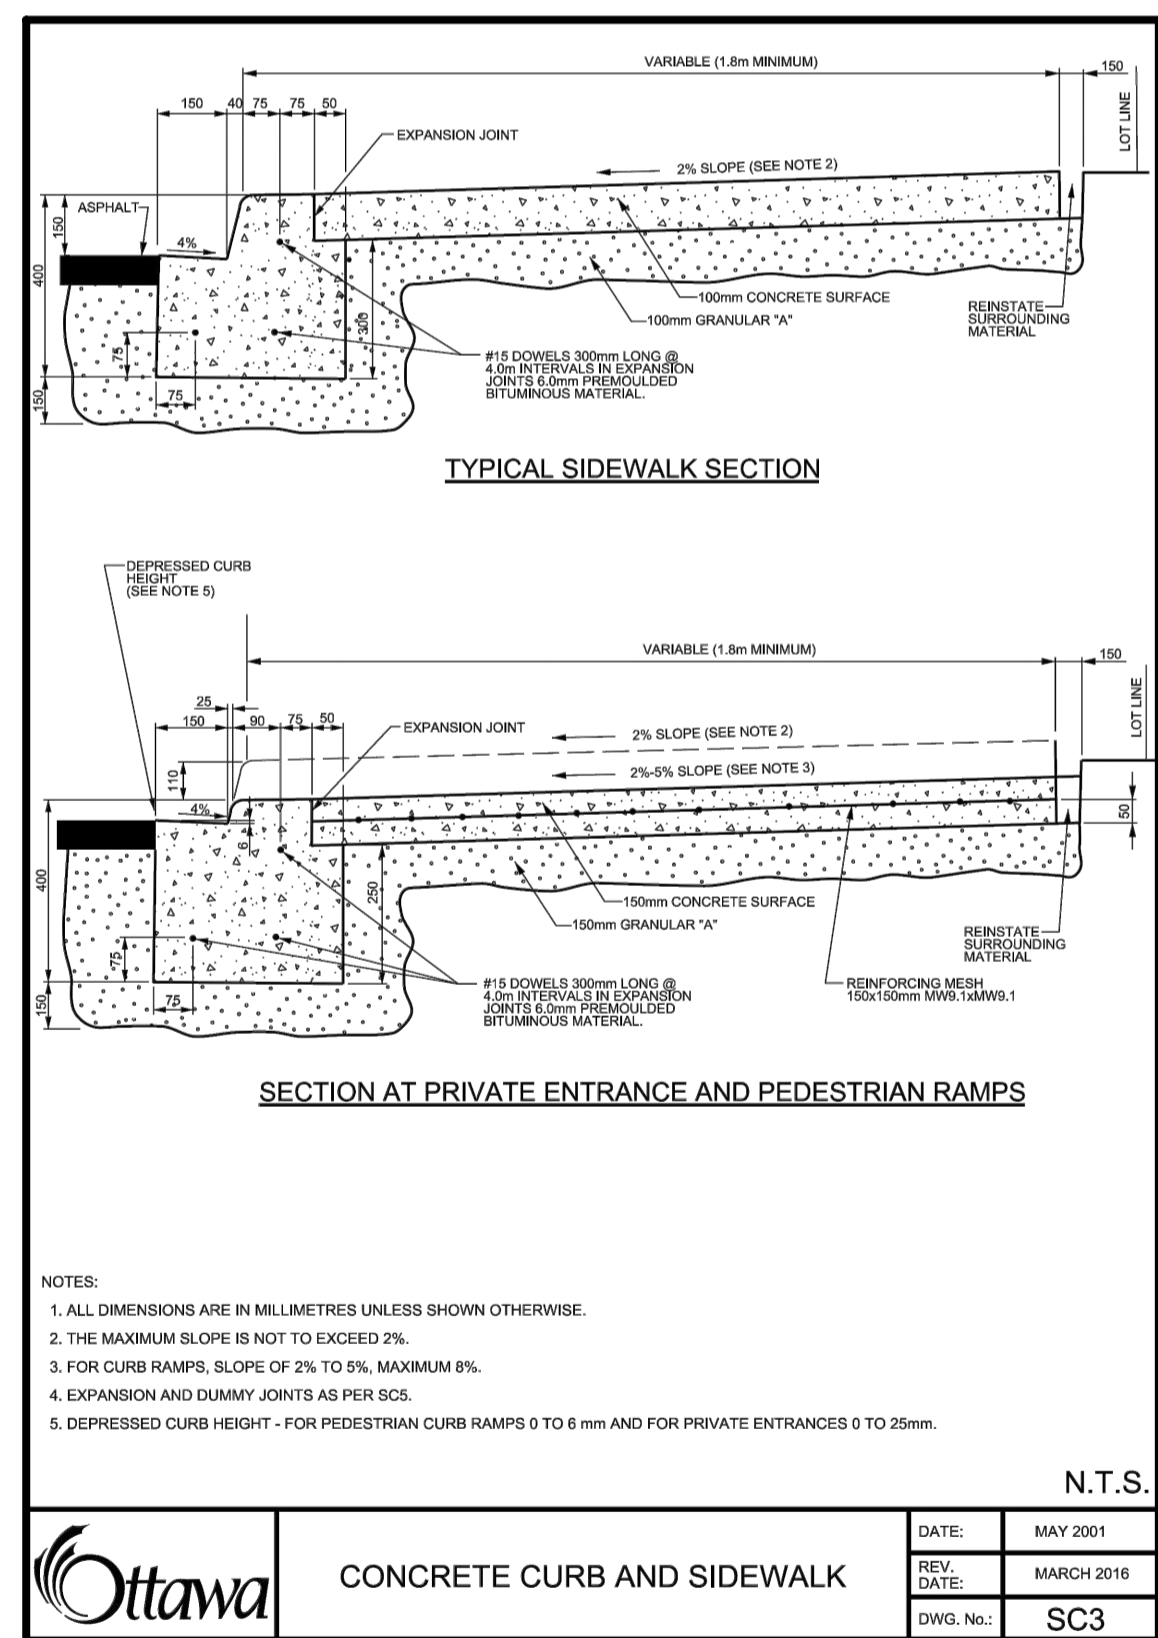 VARIABLE (1.8m MINIMUM)
150
LOT LINE
150 40 75 75 50
EXPANSION JOINT
2% SLOPE (SEE NOTE 2)
ASPHALT
150
4%
400
100mm CONCRETE SURFACE
100mm GRANULAR "A"
REINSTATE
SURROUNDING
MATERIAL
300
75
#15 DOWELS 300mm LONG @
4.0m INTERVALS IN EXPANSION
JOINTS 6.0mm PREMOULDED
BITUMINOUS MATERIAL.
75
150
TYPICAL SIDEWALK SECTION
DEPRESSED CURB
HEIGHT
(SEE NOTE 5)
VARIABLE (1.8m MINIMUM)
150
LOT LINE
25
150 90 75 50
EXPANSION JOINT
2% SLOPE (SEE NOTE 2)
110
2%-5% SLOPE (SEE NOTE 3)
4%
50
6
400
250
150mm CONCRETE SURFACE
150mm GRANULAR "A"
REINSTATE
SURROUNDING
MATERIAL
75
#15 DOWELS 300mm LONG @
4.0m INTERVALS IN EXPANSION
JOINTS 6.0mm PREMOULDED
BITUMINOUS MATERIAL.
REINFORCING MESH
150x150mm MW9.1xMW9.1
75
150
SECTION AT PRIVATE ENTRANCE AND PEDESTRIAN RAMPS
NOTES:
1. ALL DIMENSIONS ARE IN MILLIMETRES UNLESS SHOWN OTHERWISE.
2. THE MAXIMUM SLOPE IS NOT TO EXCEED 2%.
3. FOR CURB RAMPS, SLOPE OF 2% TO 5%, MAXIMUM 8%.
4. EXPANSION AND DUMMY JOINTS AS PER SC5.
5. DEPRESSED CURB HEIGHT - FOR PEDESTRIAN CURB RAMPS 0 TO 6 mm AND FOR PRIVATE ENTRANCES 0 TO 25mm.
N.T.S.
Ottawa
CONCRETE CURB AND SIDEWALK
DATE: MAY 2001
REV.
DATE: MARCH 2016
DWG. No.: SC3